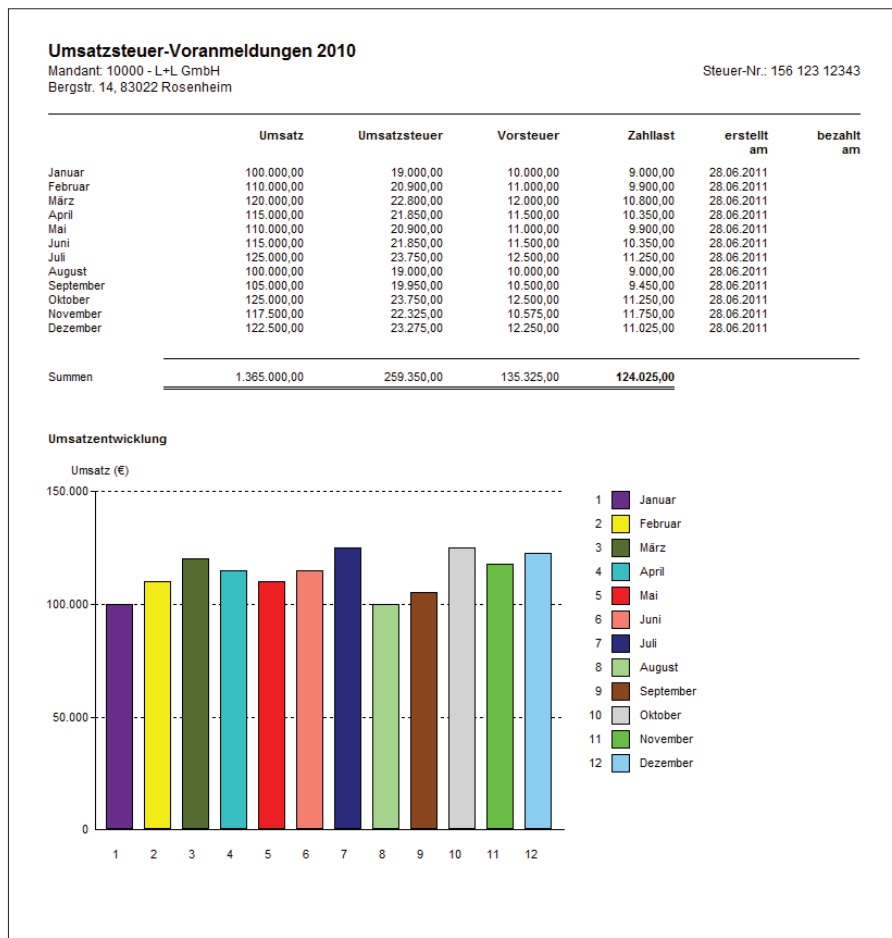 Umsatzsteuer-Voranmeldungen 2010
Mandant: 10000 - L+L GmbH Steuer-Nr.: 156 123 12343
Bergstr. 14, 83022 Rosenheim
Umsatz Umsatzsteuer Vorsteuer Zahllast erstellt bezahlt
am am
Januar 100.000,00 19.000,00 10.000,00 9.000,00 28.06.2011
Februar 110.000,00 20.900,00 11.000,00 9.900,00 28.06.2011
März 120.000,00 22.800,00 12.000,00 10.800,00 28.06.2011
April 115.000,00 21.850,00 11.500,00 10.350,00 28.06.2011
Mai 110.000,00 20.900,00 11.000,00 9.900,00 28.06.2011
Juni 115.000,00 21.850,00 11.500,00 10.350,00 28.06.2011
Juli 125.000,00 23.750,00 12.500,00 11.250,00 28.06.2011
August 100.000,00 19.000,00 10.000,00 9.000,00 28.06.2011
September 105.000,00 19.950,00 10.500,00 9.450,00 28.06.2011
Oktober 125.000,00 23.750,00 12.500,00 11.250,00 28.06.2011
November 117.500,00 22.325,00 10.575,00 11.750,00 28.06.2011
Dezember 122.500,00 23.275,00 12.250,00 11.025,00 28.06.2011
Summen 1.365.000,00 259.350,00 135.325,00 124.025,00
Umsatzentwicklung
Umsatz (€)
150.000
100.000
50.000
0
1 2 3 4 5 6 7 8 9 10 11 12
1 Januar
2 Februar
3 März
4 April
5 Mai
6 Juni
7 Juli
8 August
9 September
10 Oktober
11 November
12 Dezember